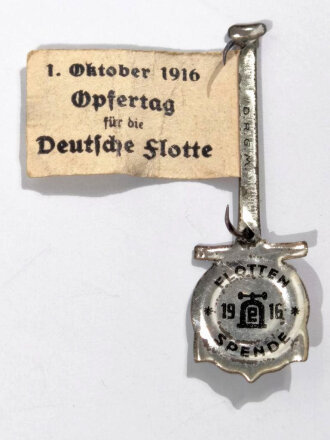 1. Oktober 1916
Opfertag
für die
Deutsche Flotte
D.R.G.M.
FLOTTEN
19 e 16
SPENDE